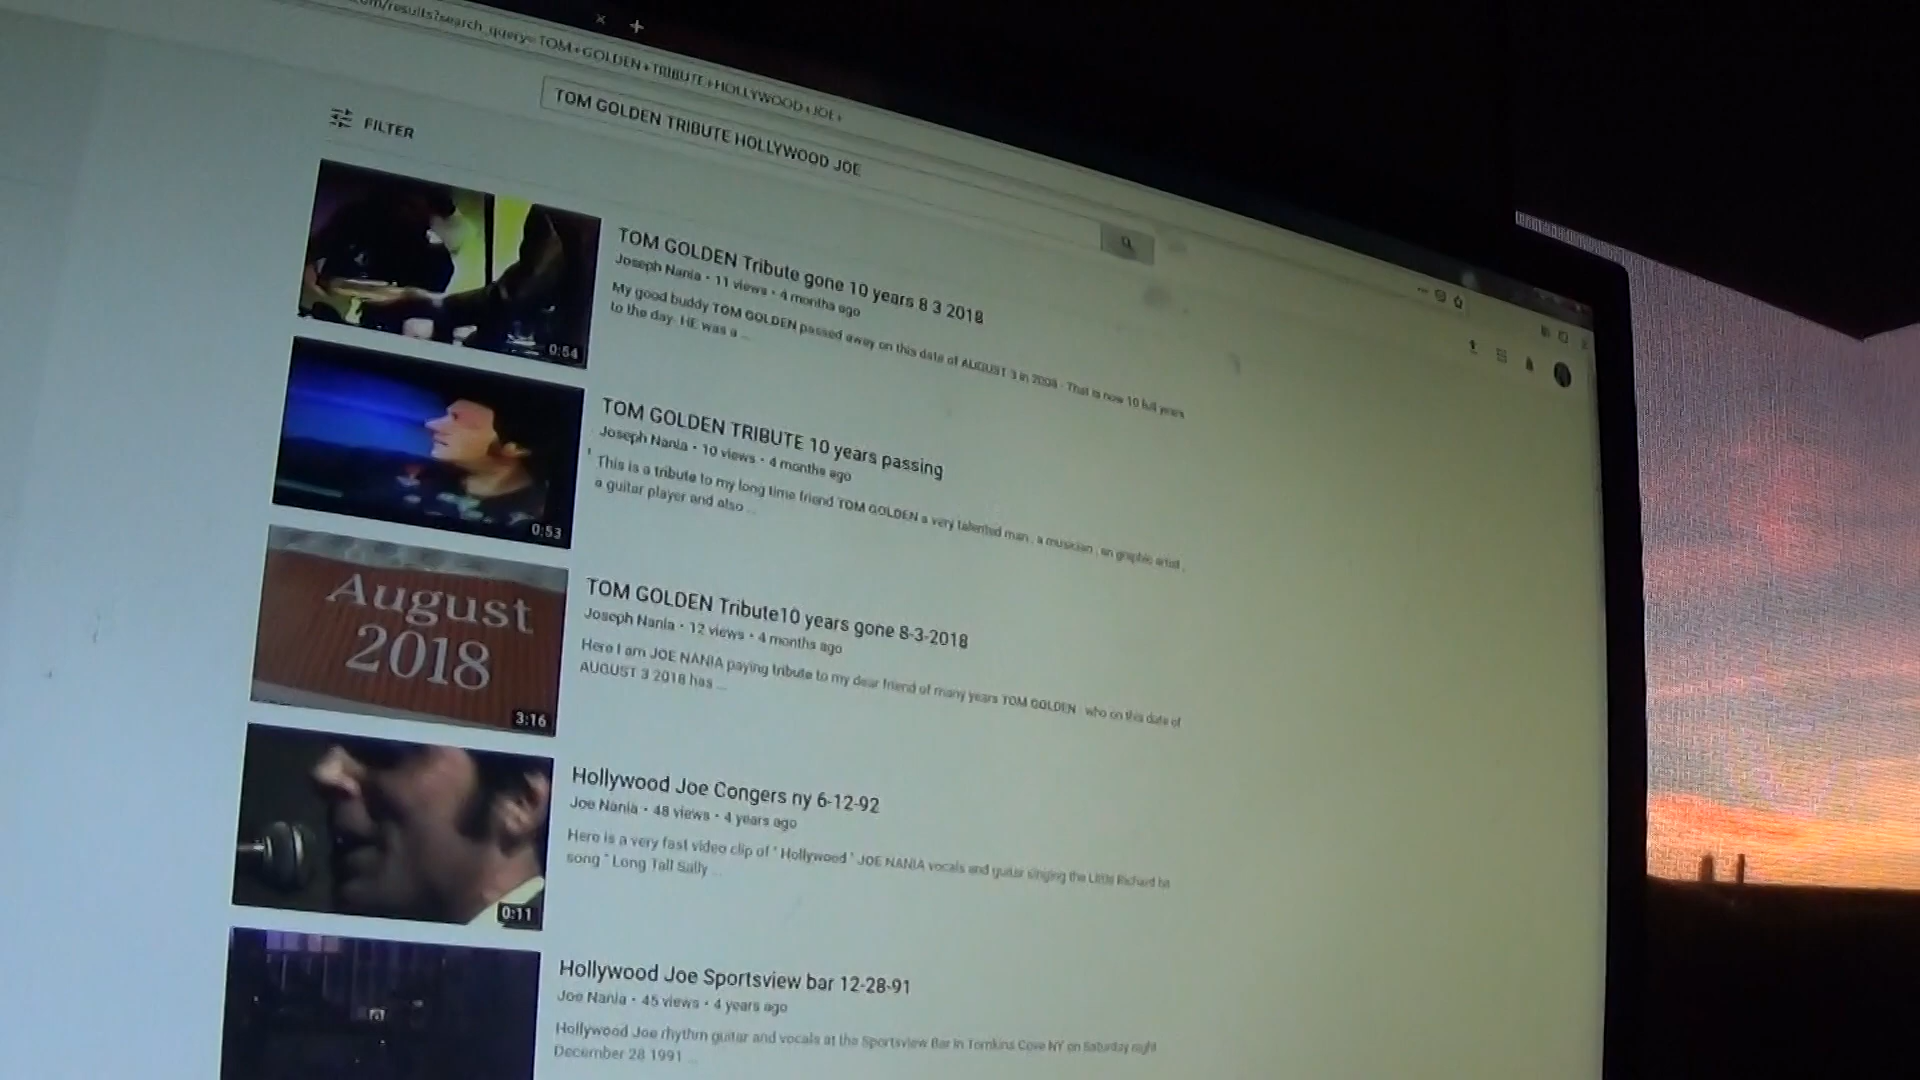 om/results?search_query=TOM+GOLDEN+TRIBUTE+HOLLYWOOD+JOE+
TOM GOLDEN TRIBUTE HOLLYWOOD JOE
FILTER
TOM GOLDEN Tribute gone 10 years 8 3 2018
Joseph Nania • 11 views • 4 months ago
My good buddy TOM GOLDEN passed away on this date of AUGUST 3 in 2008 . That is now 10 full years
to the day. HE was a ...
0:54
TOM GOLDEN TRIBUTE 10 years passing
Joseph Nania • 10 views • 4 months ago
This is a tribute to my long time friend TOM GOLDEN a very talented man , a musician , an graphic artist ,
a guitar player and also ...
0:53
TOM GOLDEN Tribute10 years gone 8-3-2018
Joseph Nania • 12 views • 4 months ago
Here I am JOE NANIA paying tribute to my dear friend of many years TOM GOLDEN who on this date of
AUGUST 3 2018 has ...
August
2018
3:16
Hollywood Joe Congers ny 6-12-92
Joe Nania • 48 views • 4 years ago
Here is a very fast video clip of " Hollywood " JOE NANIA vocals and guitar singing the Little Richard hit
song " Long Tall Sally ...
0:11
Hollywood Joe Sportsview bar 12-28-91
Joe Nania • 45 views • 4 years ago
Hollywood Joe rhythm guitar and vocals at the Sportsview Bar in Tomkins Cove NY on Saturday night
December 28 1991 ...